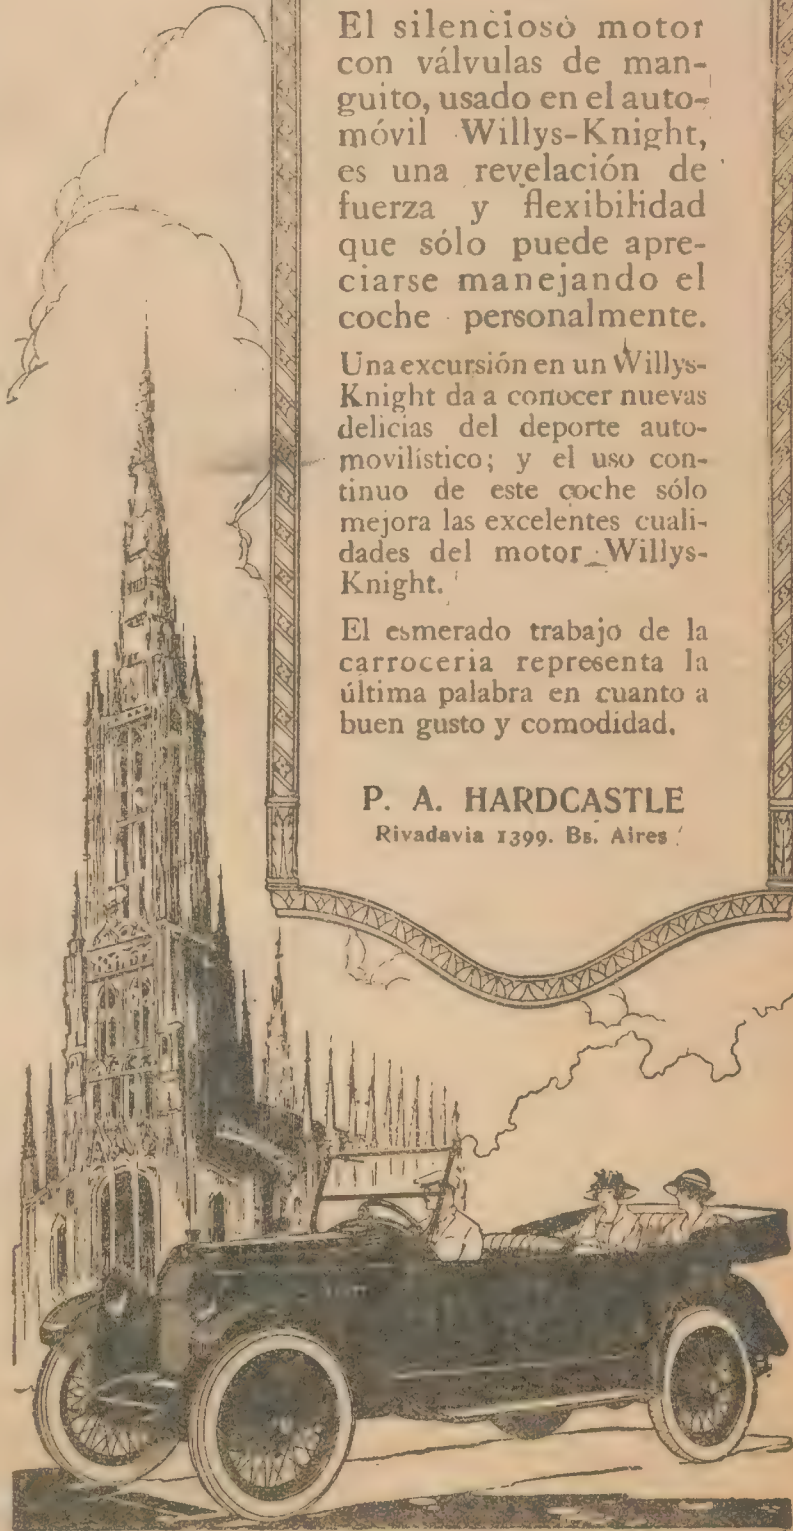 El silencioso motor
con válvulas de man-
guito, usado en el auto-
móvil Willys-Knight,
es una revelación de
fuerza y flexibilidad
que sólo puede apre-
ciarse manejando el
coche personalmente.
Una excursión en un Willys-
Knight da a conocer nuevas
delicias del deporte auto-
movilístico; y el uso con-
tinuo de este coche sólo
mejora las excelentes cuali-
dades del motor Willys-
Knight.
El esmerado trabajo de la
carroceria representa la
última palabra en cuanto a
buen gusto y comodidad.
P. A. HARDCASTLE
Rivadavia 1399. Bs. Aires